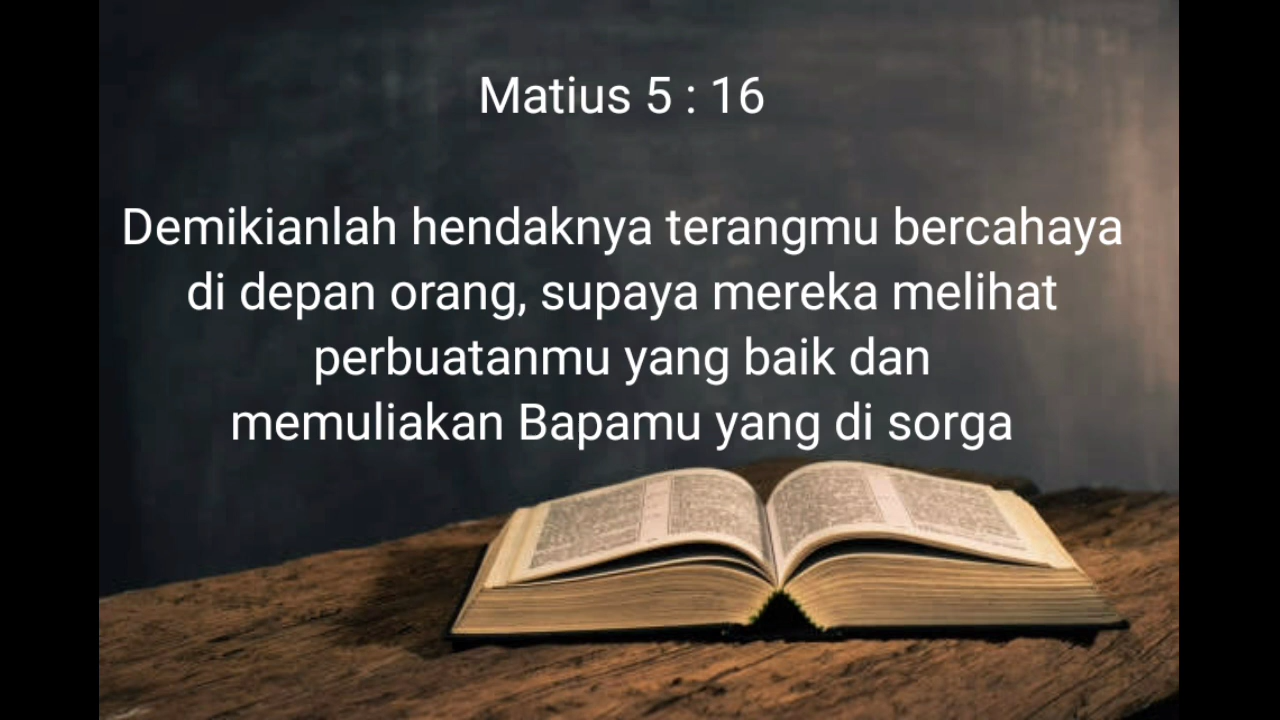 Matius 5 : 16
Demikianlah hendaknya terangmu bercahaya
di depan orang, supaya mereka melihat
perbuatanmu yang baik dan
memuliakan Bapamu yang di sorga